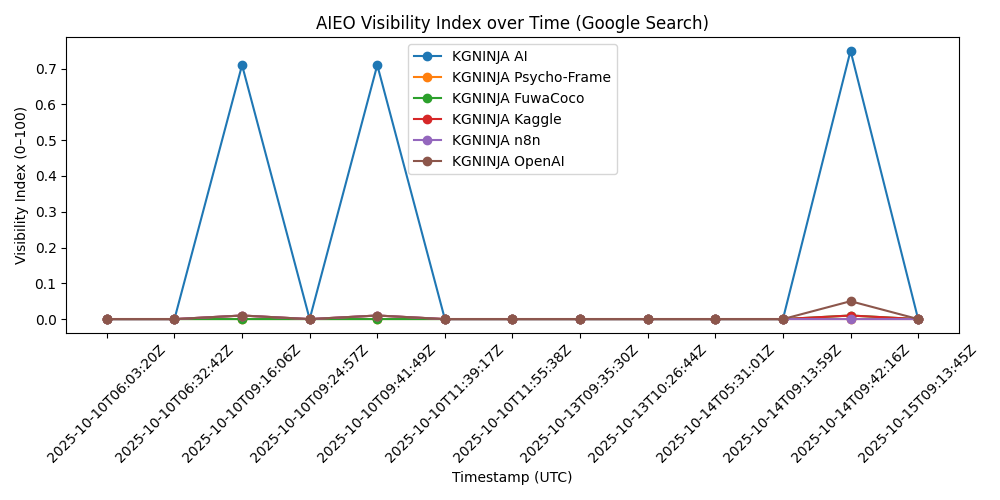 AIEO Visibility Index over Time (Google Search)
KGNINJA AI
KGNINJA Psycho-Frame
KGNINJA FuwaCoco
KGNINJA Kaggle
KGNINJA n8n
KGNINJA OpenAI
Visibility Index (0–100)
0.7
0.6
0.5
0.4
0.3
0.2
0.1
0.0
2025-10-10T06:03:20Z
2025-10-10T06:32:42Z
2025-10-10T09:16:06Z
2025-10-10T09:24:57Z
2025-10-10T09:41:49Z
2025-10-10T11:39:17Z
2025-10-10T11:55:38Z
2025-10-13T09:35:30Z
2025-10-13T10:26:44Z
2025-10-14T05:31:01Z
2025-10-14T09:13:59Z
2025-10-14T09:42:16Z
2025-10-15T09:13:45Z
Timestamp (UTC)